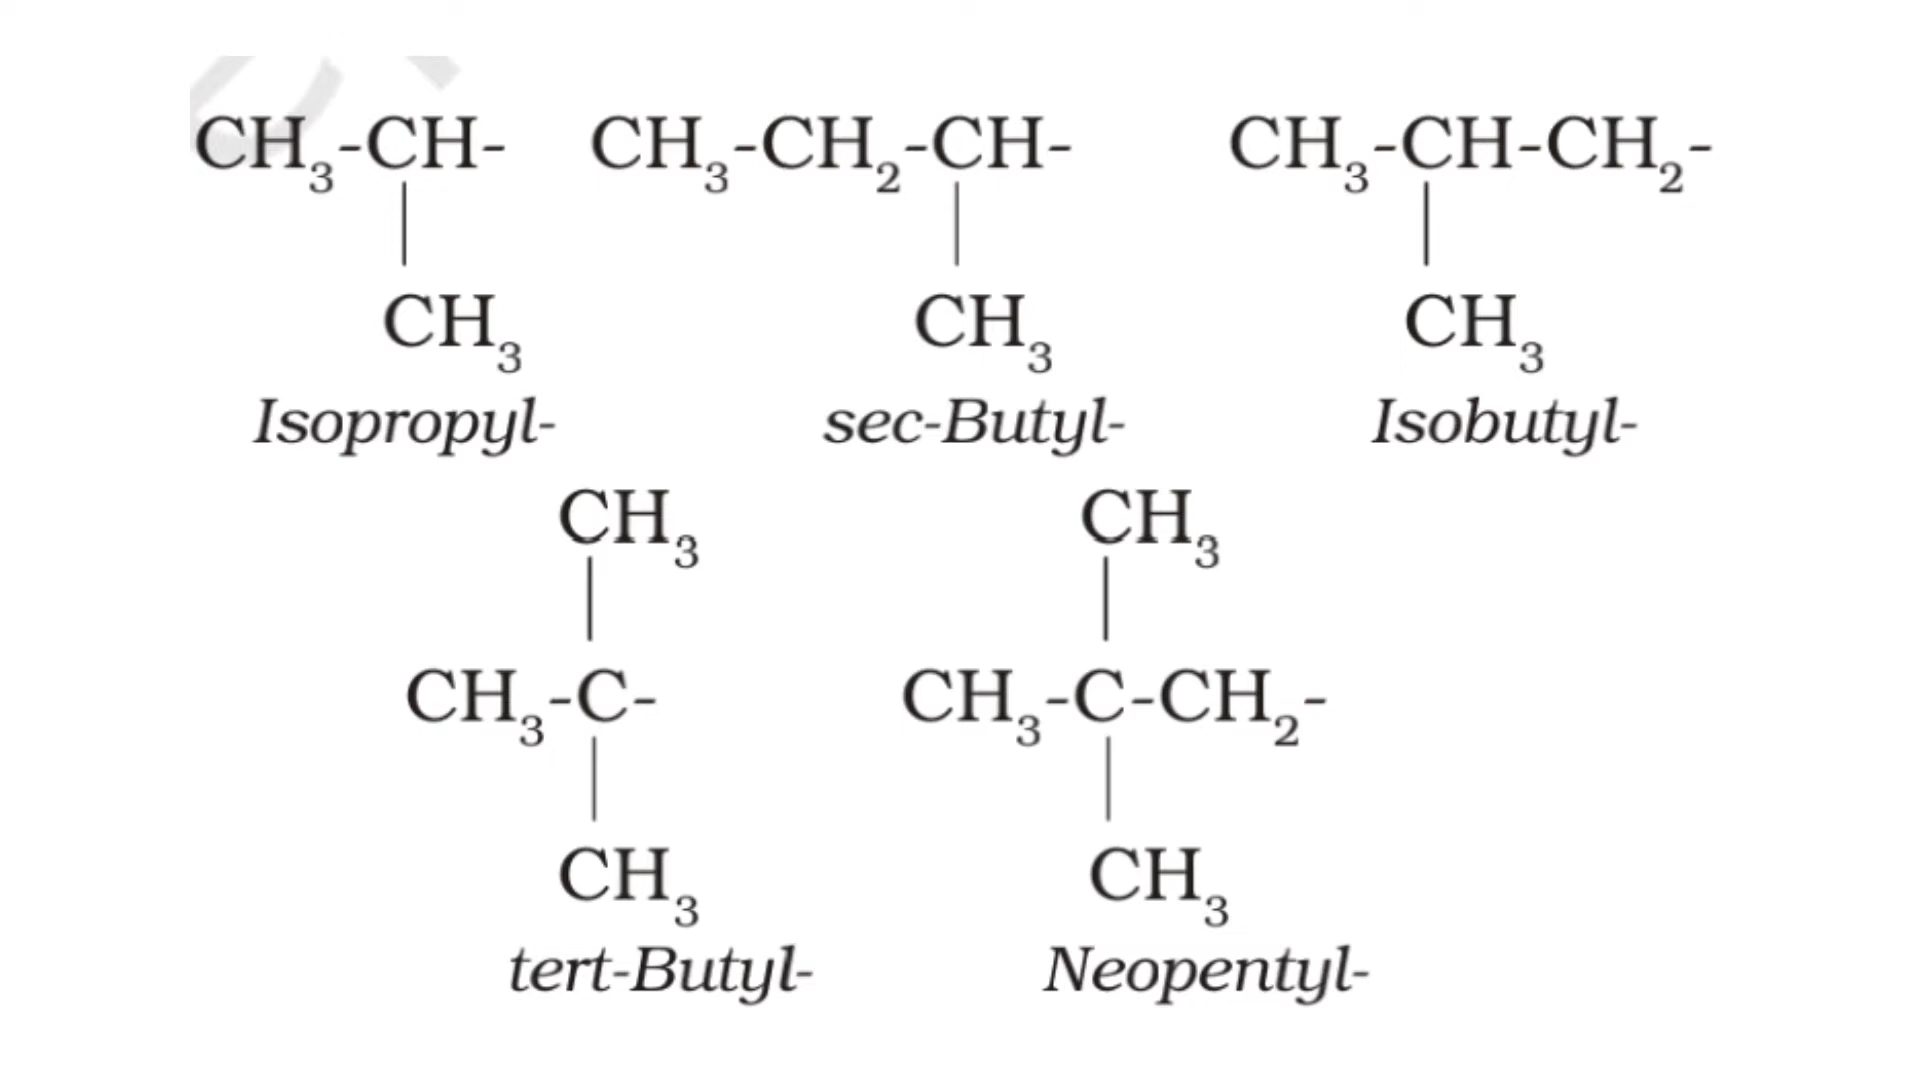 CH₃-CH- CH₃-CH₂-CH- CH₃-CH-CH₂-
CH₃ CH₃ CH₃
Isopropyl- sec-Butyl- Isobutyl-
CH₃ CH₃
CH₃-C- CH₃-C-CH₂-
CH₃ CH₃
tert-Butyl- Neopentyl-